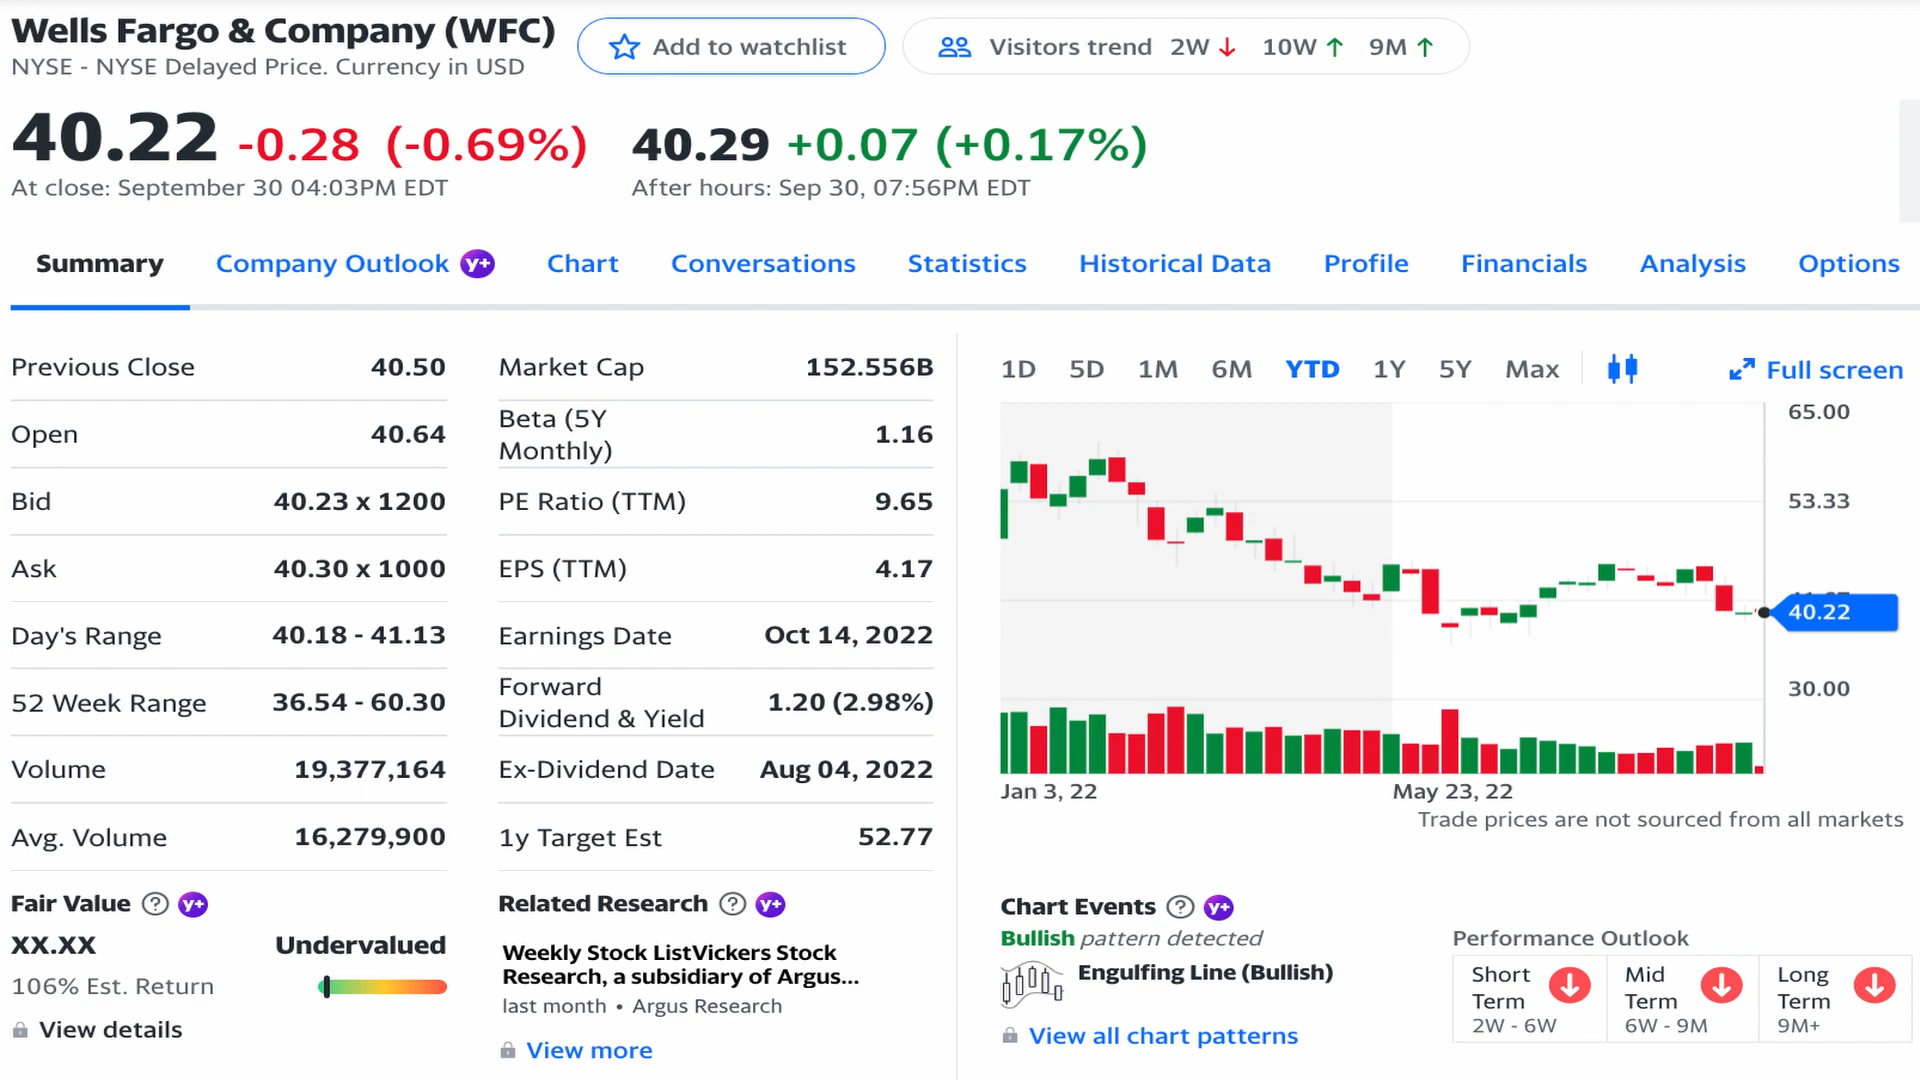 Wells Fargo & Company (WFC)
NYSE - NYSE Delayed Price. Currency in USD
Add to watchlist
Visitors trend 2W ↓ 10W ↑ 9M ↑
40.22 -0.28 (-0.69%)
At close: September 30 04:03PM EDT
40.29 +0.07 (+0.17%)
After hours: Sep 30, 07:56PM EDT
Summary Company Outlook y+ Chart Conversations Statistics Historical Data Profile Financials Analysis Options
Previous Close 40.50
Open 40.64
Bid 40.23 x 1200
Ask 40.30 x 1000
Day's Range 40.18 - 41.13
52 Week Range 36.54 - 60.30
Volume 19,377,164
Avg. Volume 16,279,900
Market Cap 152.556B
Beta (5Y
Monthly) 1.16
PE Ratio (TTM) 9.65
EPS (TTM) 4.17
Earnings Date Oct 14, 2022
Forward
Dividend & Yield 1.20 (2.98%)
Ex-Dividend Date Aug 04, 2022
1y Target Est 52.77
1D 5D 1M 6M YTD 1Y 5Y Max Full screen
65.00
53.33
40.22
30.00
Jan 3, 22 May 23, 22
Trade prices are not sourced from all markets
Fair Value ? y+
XX.XX Undervalued
106% Est. Return
View details
Related Research ? y+
Weekly Stock ListVickers Stock
Research, a subsidiary of Argus...
last month • Argus Research
View more
Chart Events ? y+
Bullish pattern detected
Engulfing Line (Bullish)
View all chart patterns
Performance Outlook
Short
Term
2W - 6W
Mid
Term
6W - 9M
Long
Term
9M+